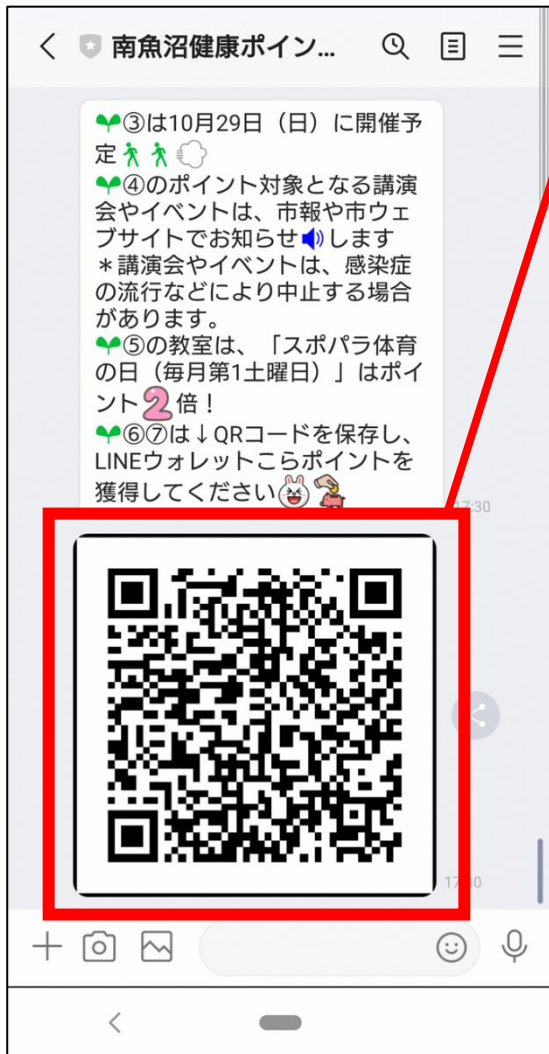 南魚沼健康ポイン...
③は10月29日（日）に開催予
定
④のポイント対象となる講演
会やイベントは、市報や市ウェ
ブサイトでお知らせ します
＊講演会やイベントは、感染症
の流行などにより中止する場合
があります。
⑤の教室は、「スポパラ体育
の日（毎月第1土曜日）」はポイ
ント2倍！
⑥⑦は↓QRコードを保存し、
LINEウォレットこらポイントを
獲得してください
17:30
17:30